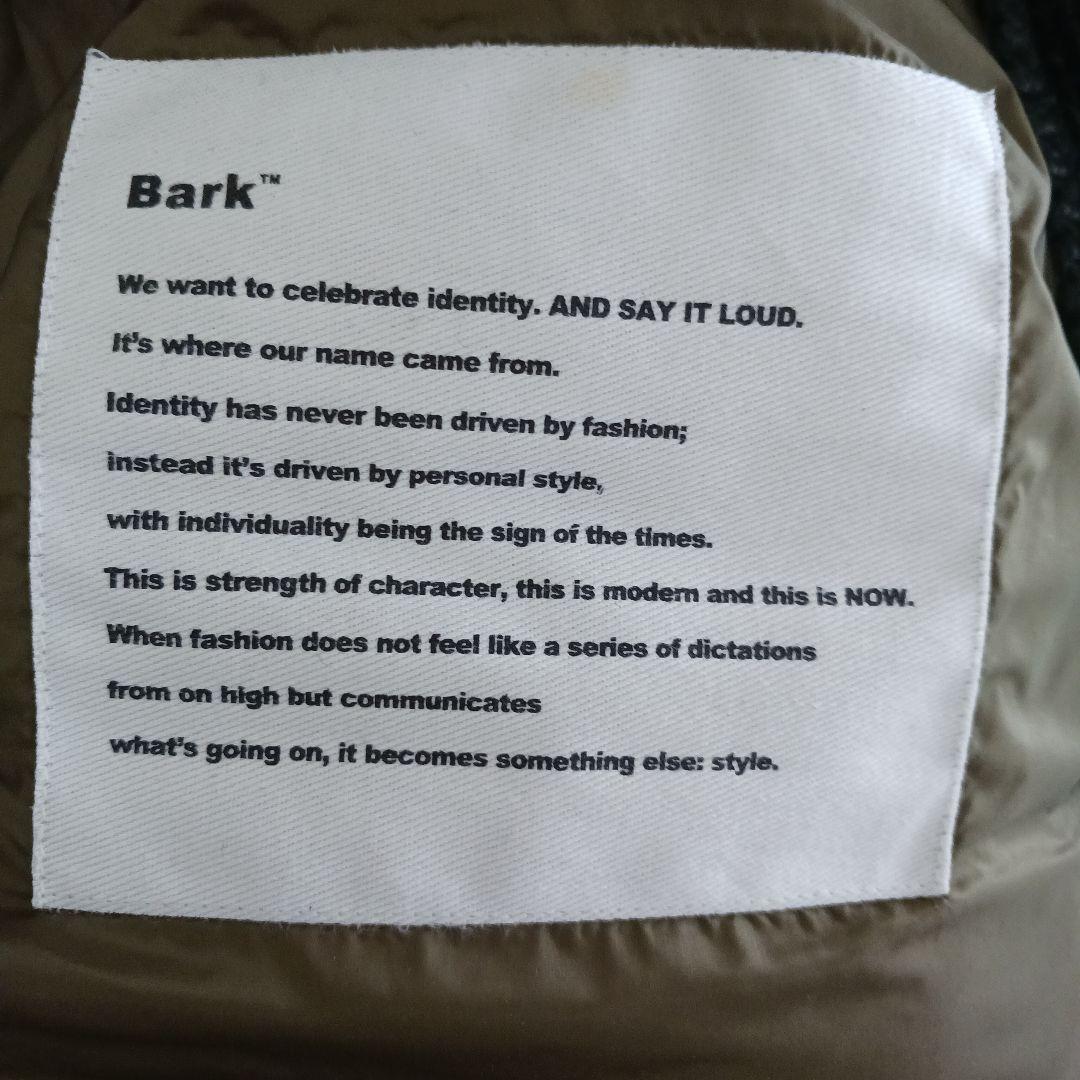 Bark™
We want to celebrate identity. AND SAY IT LOUD.
It's where our name came from.
Identity has never been driven by fashion;
instead it's driven by personal style,
with individuality being the sign of the times.
This is strength of character, this is modern and this is NOW.
When fashion does not feel like a series of dictations
from on high but communicates
what's going on, it becomes something else: style.